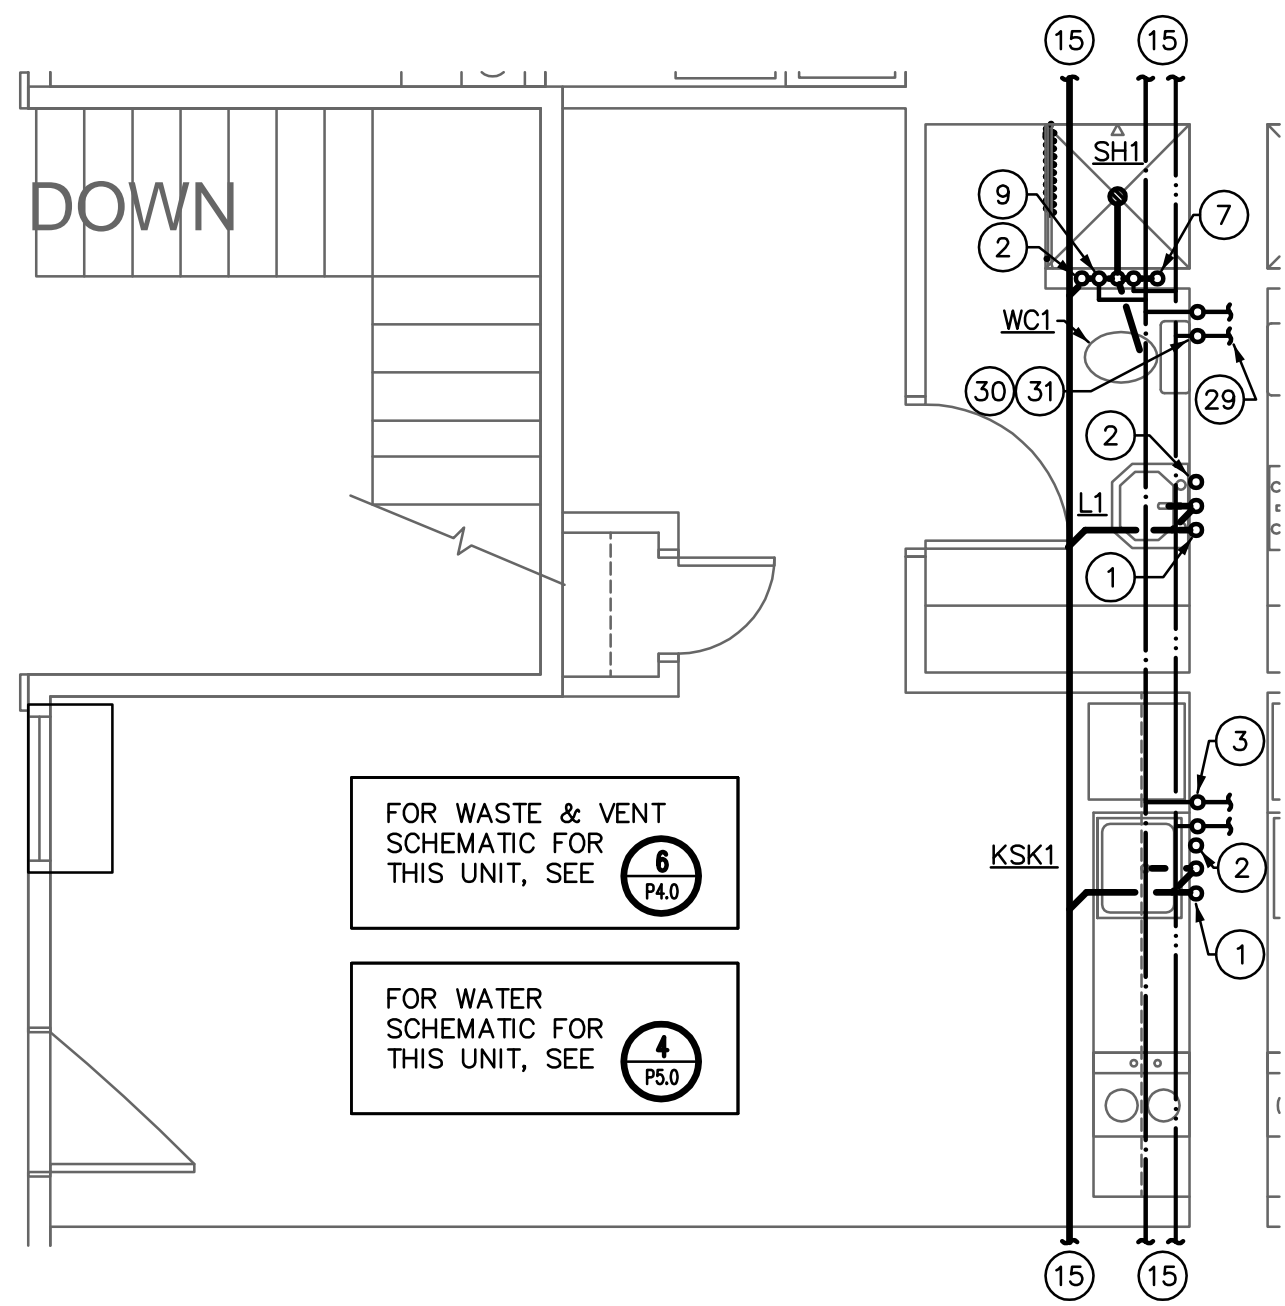 15 15
SH1
DOWN
9
7
2
WC1
30 31
29
2
L1
1
3
FOR WASTE & VENT
SCHEMATIC FOR
THIS UNIT, SEE
6
P4.0
KSK1
2
1
FOR WATER
SCHEMATIC FOR
THIS UNIT, SEE
4
P5.0
15 15